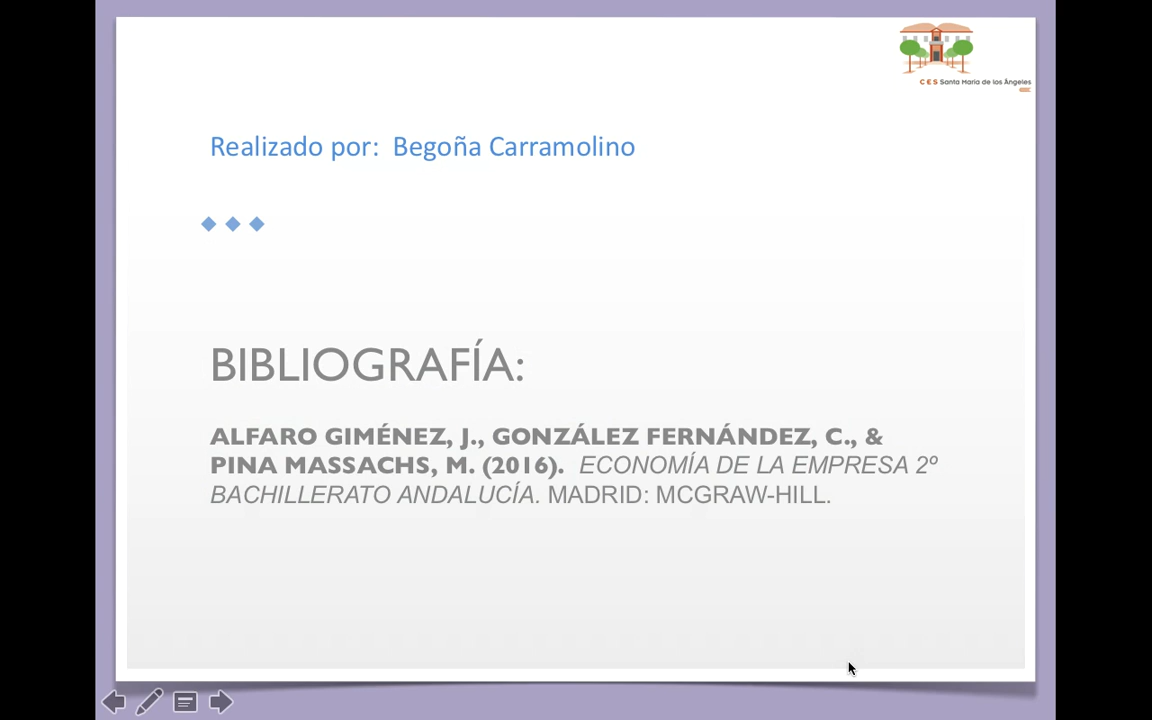 C E S Santa María de los Ángeles
Realizado por: Begoña Carramolino
BIBLIOGRAFÍA:
ALFARO GIMÉNEZ, J., GONZÁLEZ FERNÁNDEZ, C., &
PINA MASSACHS, M. (2016). ECONOMÍA DE LA EMPRESA 2º
BACHILLERATO ANDALUCÍA. MADRID: MCGRAW-HILL.